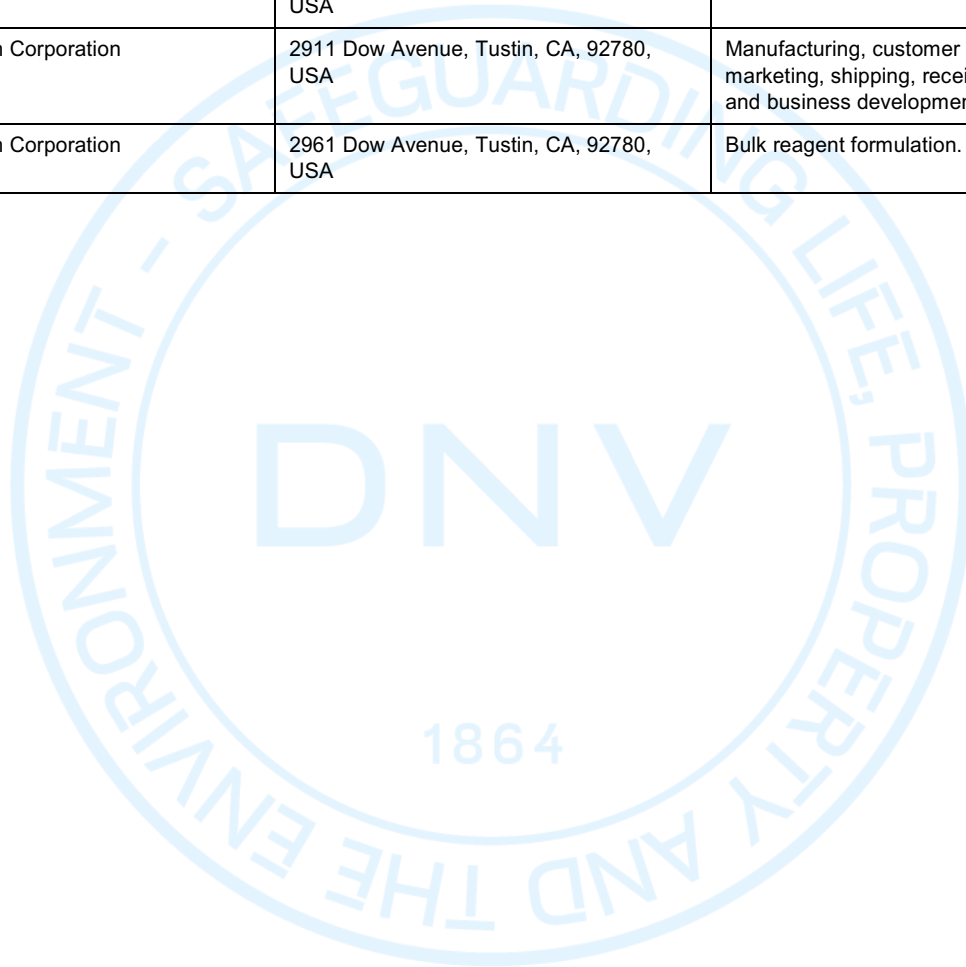 USA
n Corporation
2911 Dow Avenue, Tustin, CA, 92780,
USA
Manufacturing, customer
marketing, shipping, recei
and business developmen
n Corporation
2961 Dow Avenue, Tustin, CA, 92780,
USA
Bulk reagent formulation.
SAFEGUARDING LIFE, PROPERTY AND THE ENVIRONMENT -
DNV
1864